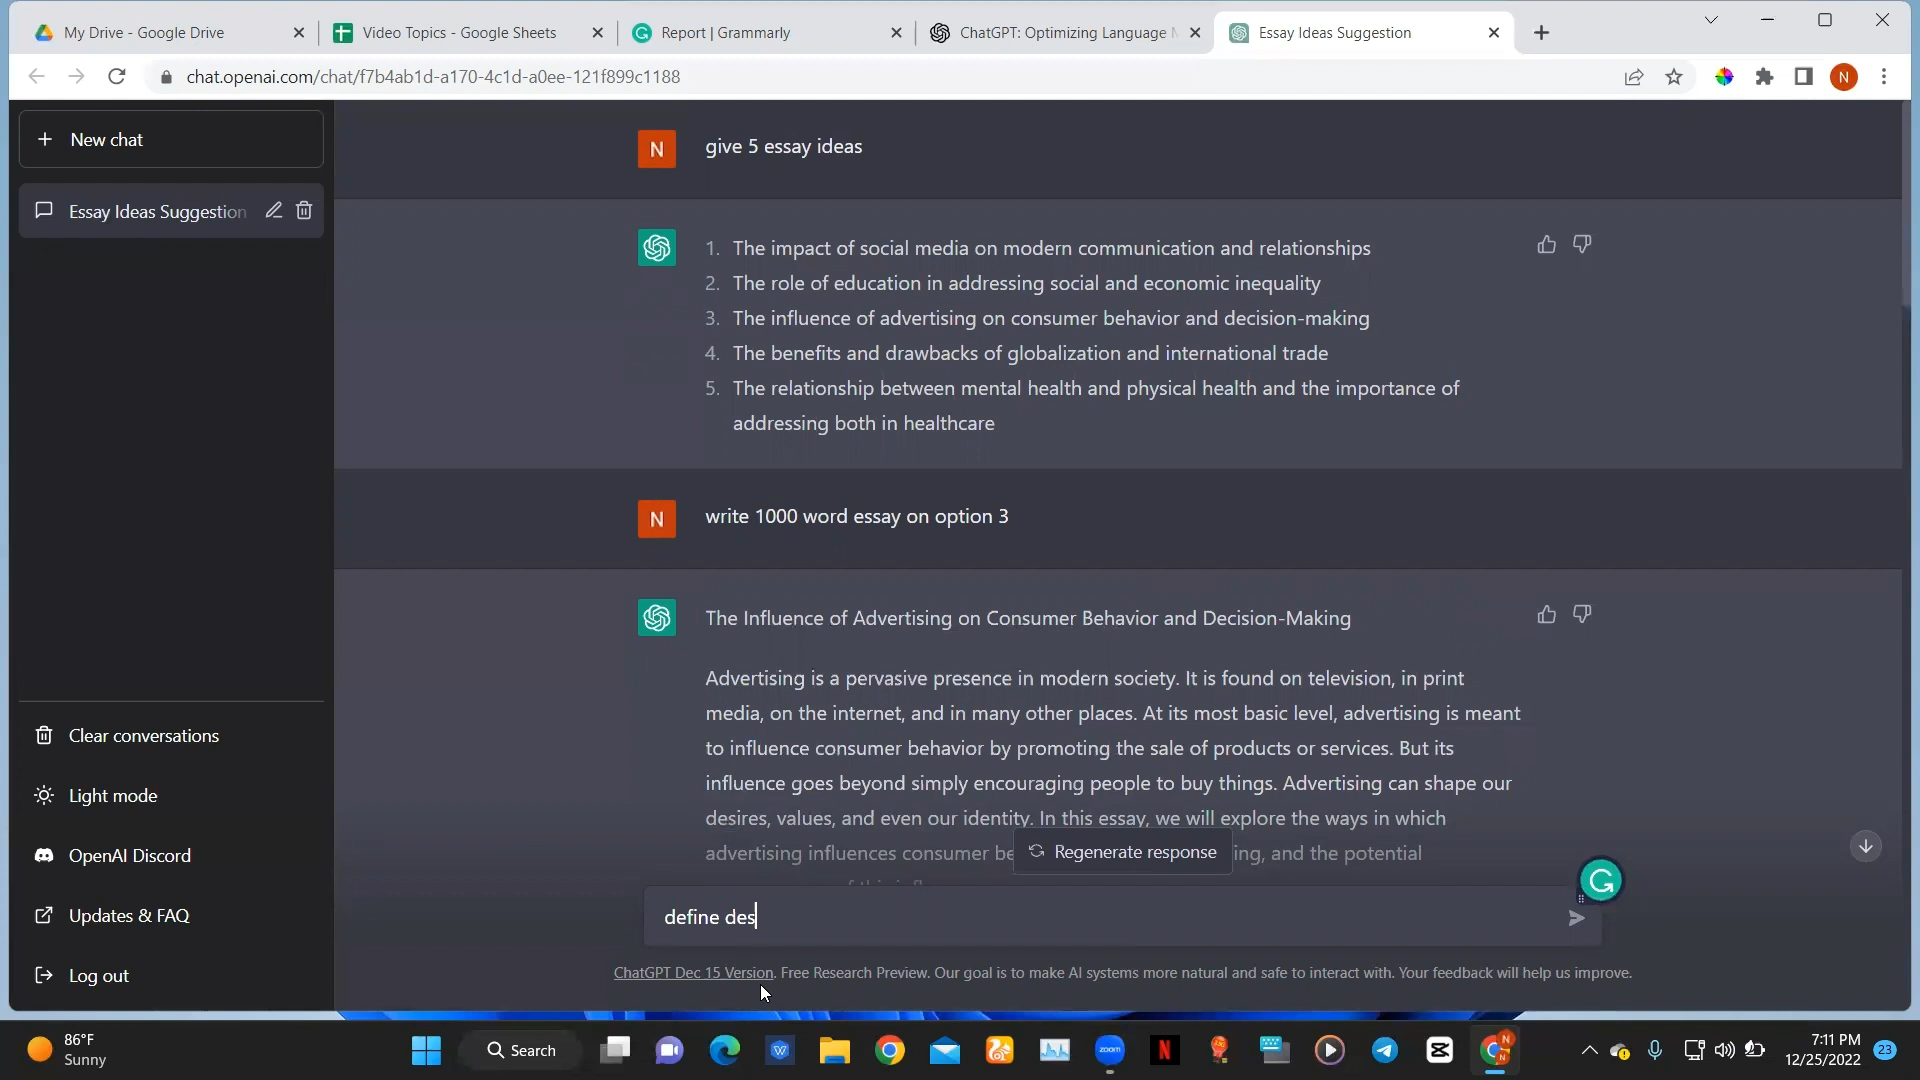 My Drive - Google Drive
Video Topics - Google Sheets
Report | Grammarly
ChatGPT: Optimizing Language
Essay Ideas Suggestion
chat.openai.com/chat/f7b4ab1d-a170-4c1d-a0ee-121f899c1188
N
New chat
Essay Ideas Suggestion
N
give 5 essay ideas
1. The impact of social media on modern communication and relationships
2. The role of education in addressing social and economic inequality
3. The influence of advertising on consumer behavior and decision-making
4. The benefits and drawbacks of globalization and international trade
5. The relationship between mental health and physical health and the importance of
addressing both in healthcare
N
write 1000 word essay on option 3
The Influence of Advertising on Consumer Behavior and Decision-Making
Advertising is a pervasive presence in modern society. It is found on television, in print
media, on the internet, and in many other places. At its most basic level, advertising is meant
to influence consumer behavior by promoting the sale of products or services. But its
influence goes beyond simply encouraging people to buy things. Advertising can shape our
desires, values, and even our identity. In this essay, we will explore the ways in which
advertising influences consumer be
ing, and the potential
Regenerate response
define des
ChatGPT Dec 15 Version. Free Research Preview. Our goal is to make AI systems more natural and safe to interact with. Your feedback will help us improve.
Clear conversations
Light mode
OpenAI Discord
Updates & FAQ
Log out
86°F
Sunny
Search
zoom
N
7:11 PM
12/25/2022
23